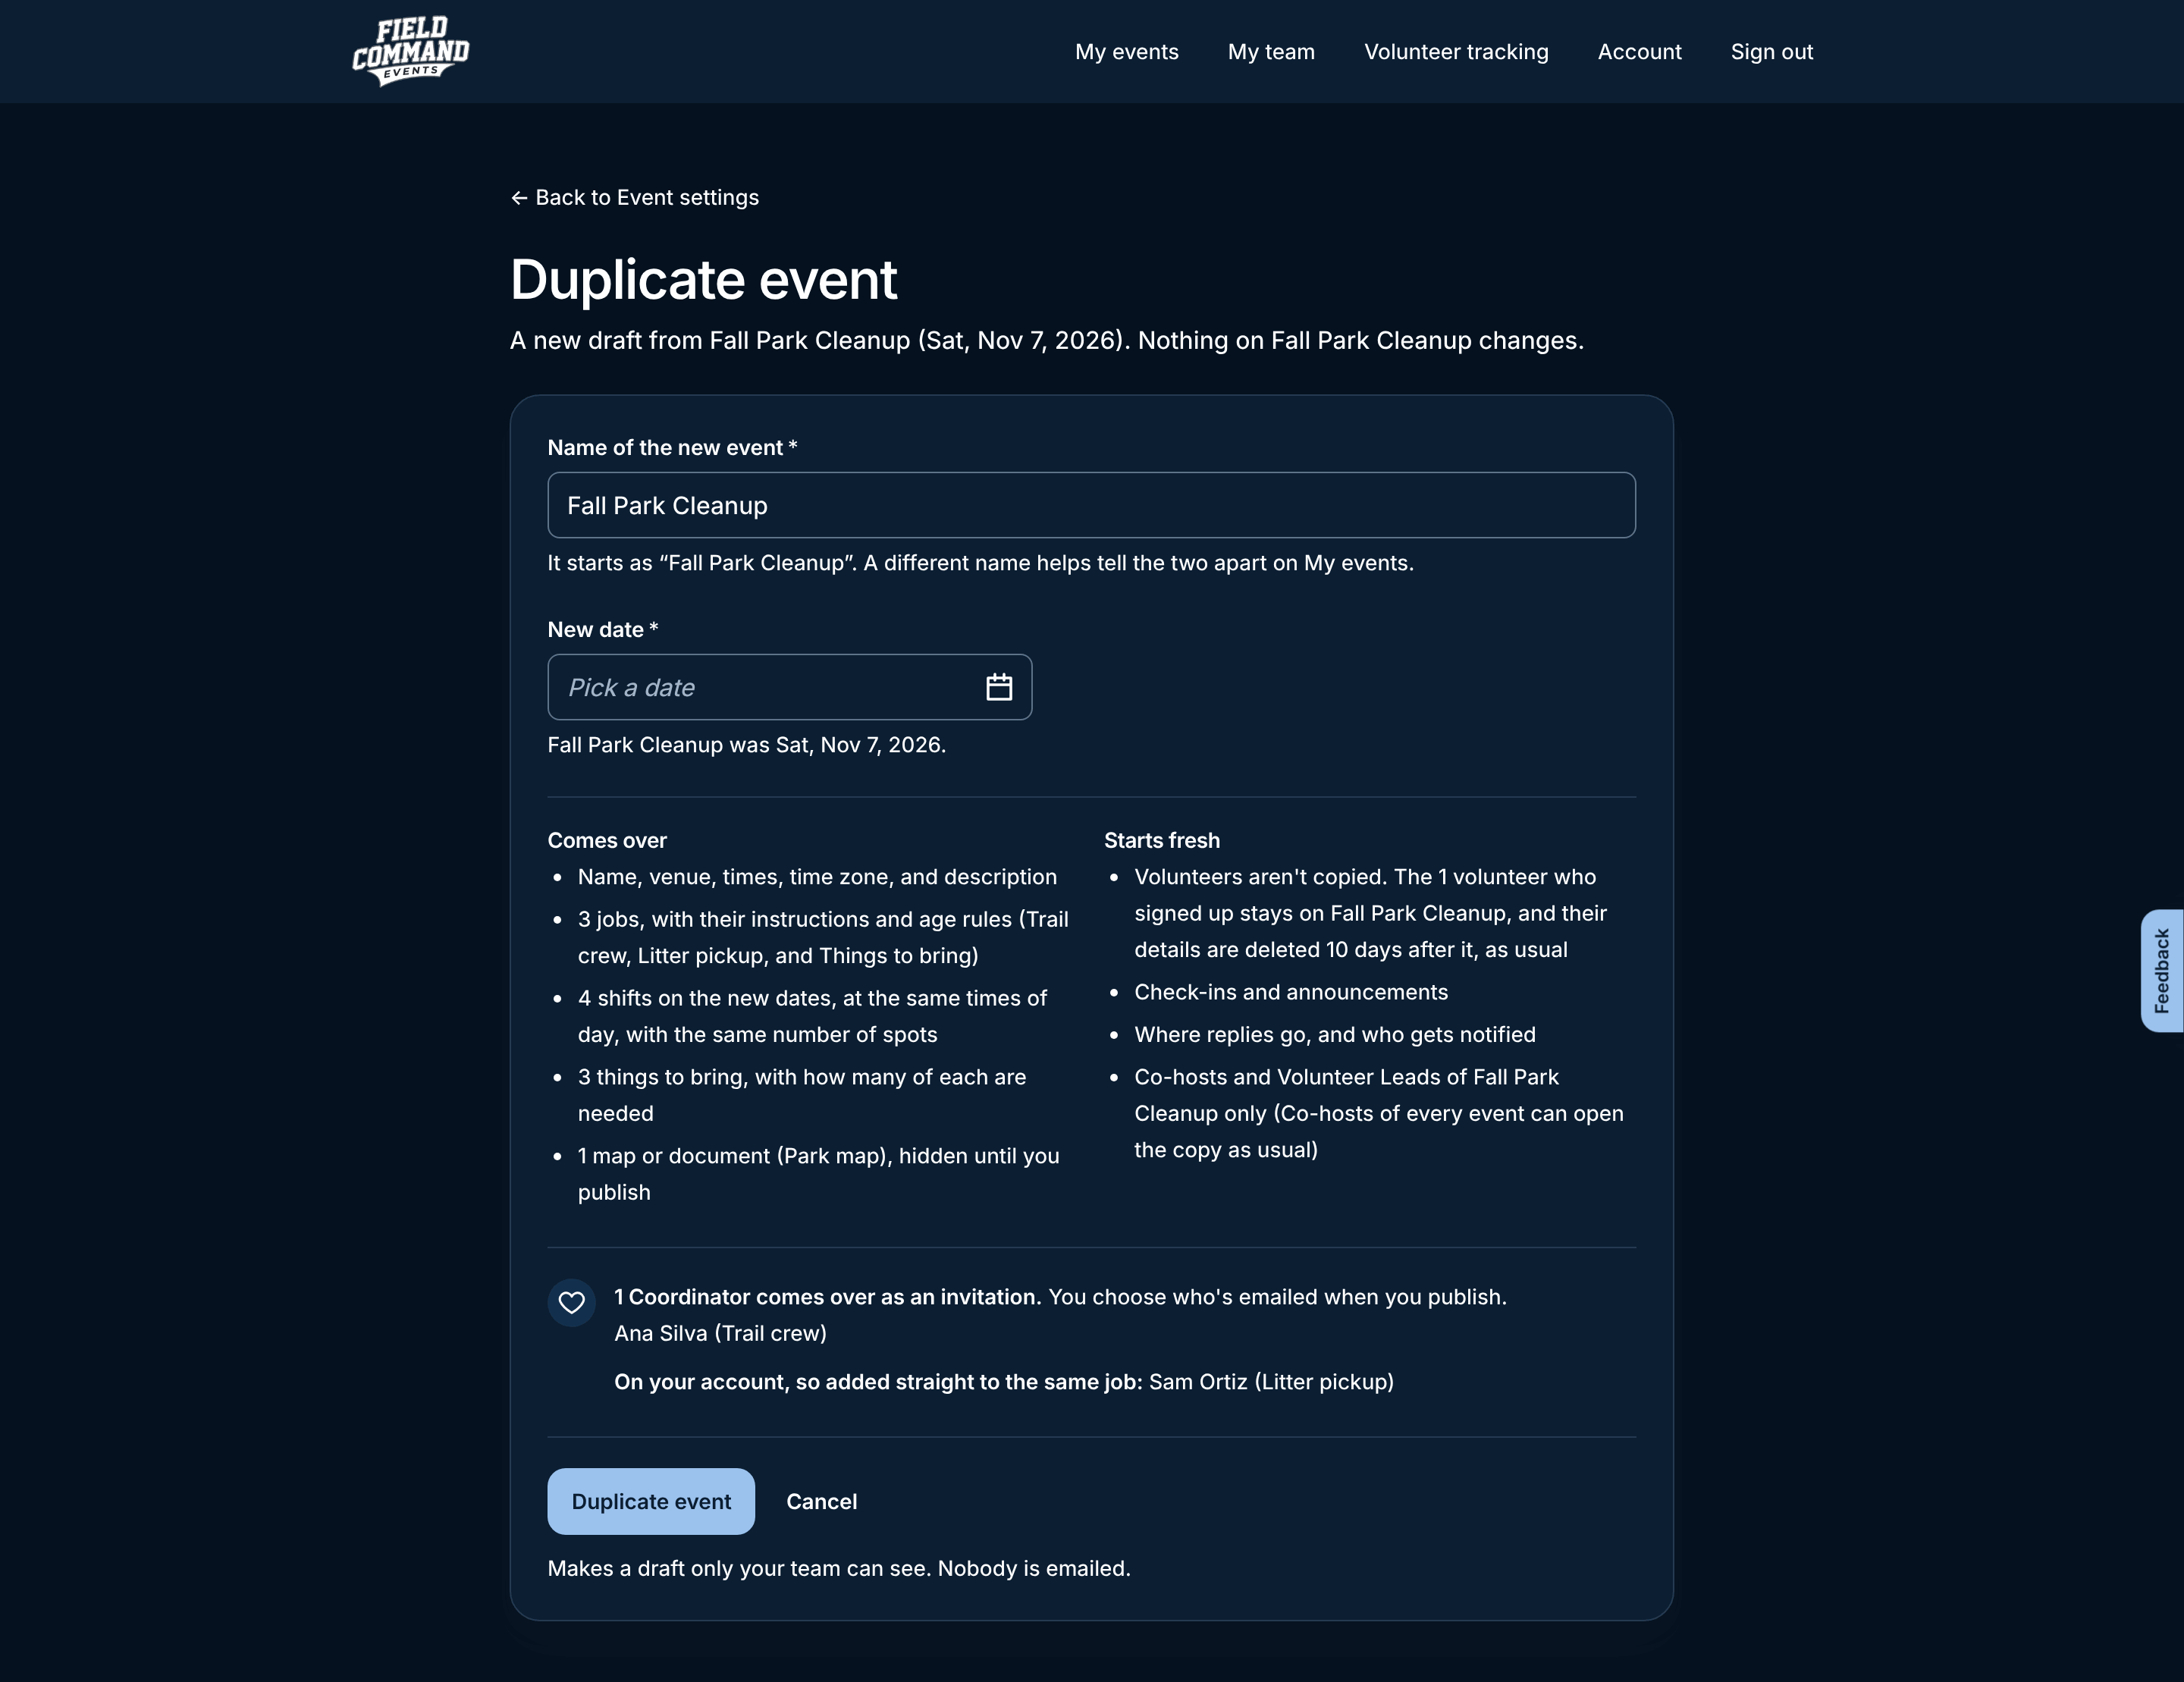 FIELD
COMMAND
EVENTS
My events
My team
Volunteer tracking
Account
Sign out
← Back to Event settings
Duplicate event
A new draft from Fall Park Cleanup (Sat, Nov 7, 2026). Nothing on Fall Park Cleanup changes.
Name of the new event *
Fall Park Cleanup
It starts as “Fall Park Cleanup”. A different name helps tell the two apart on My events.
New date *
Pick a date
Fall Park Cleanup was Sat, Nov 7, 2026.
Comes over
• Name, venue, times, time zone, and description
• 3 jobs, with their instructions and age rules (Trail
crew, Litter pickup, and Things to bring)
• 4 shifts on the new dates, at the same times of
day, with the same number of spots
• 3 things to bring, with how many of each are
needed
• 1 map or document (Park map), hidden until you
publish
Starts fresh
• Volunteers aren't copied. The 1 volunteer who
signed up stays on Fall Park Cleanup, and their
details are deleted 10 days after it, as usual
• Check-ins and announcements
• Where replies go, and who gets notified
• Co-hosts and Volunteer Leads of Fall Park
Cleanup only (Co-hosts of every event can open
the copy as usual)
1 Coordinator comes over as an invitation. You choose who's emailed when you publish.
Ana Silva (Trail crew)
On your account, so added straight to the same job: Sam Ortiz (Litter pickup)
Duplicate event
Cancel
Makes a draft only your team can see. Nobody is emailed.
Feedback